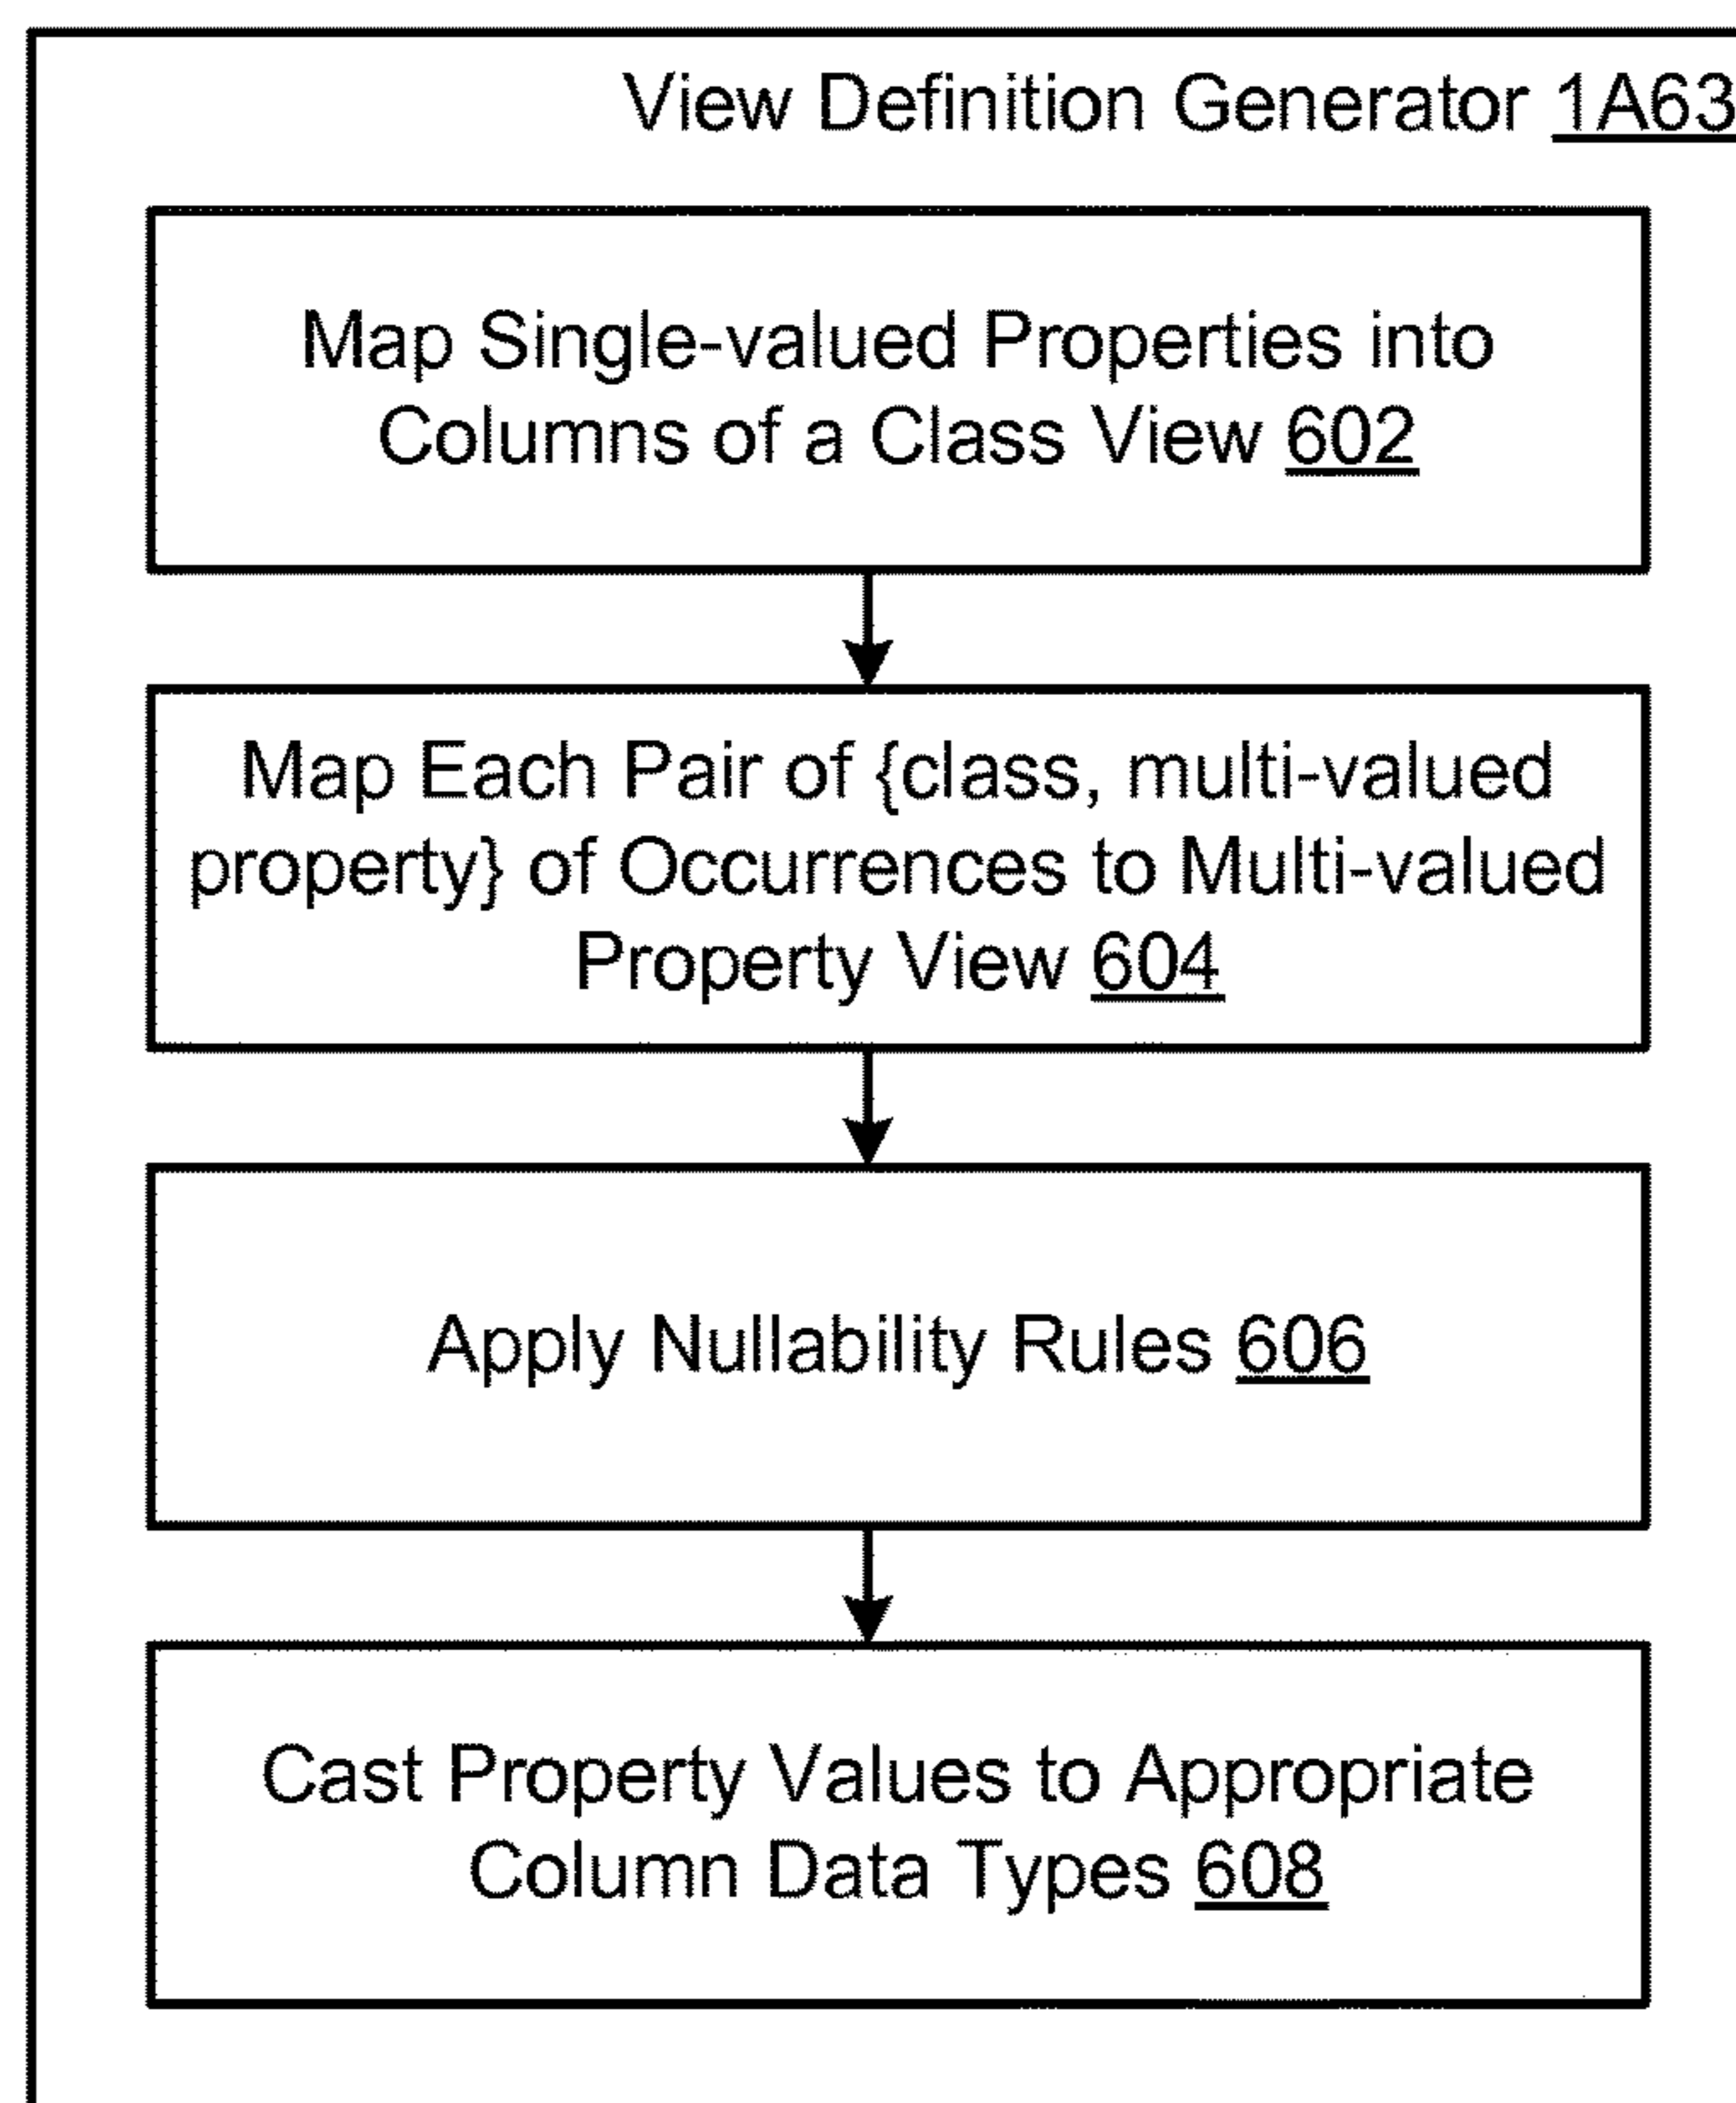 View Definition Generator 1A63
Map Single-valued Properties into
Columns of a Class View 602
Map Each Pair of {class, multi-valued
property} of Occurrences to Multi-valued
Property View 604
Apply Nullability Rules 606
Cast Property Values to Appropriate
Column Data Types 608